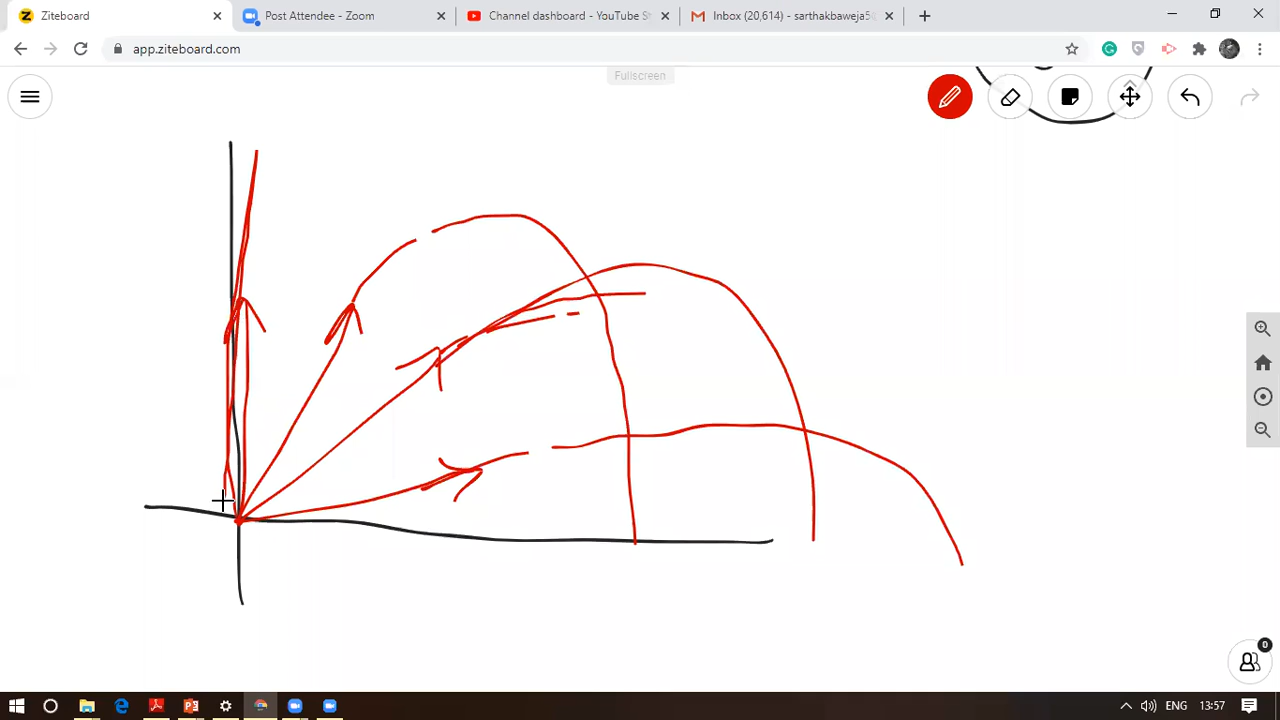 Ziteboard
Post Attendee - Zoom
Channel dashboard - YouTube St
Inbox (20,614) - sarthakbaweja5
app.ziteboard.com
Fullscreen
0
ENG
13:57